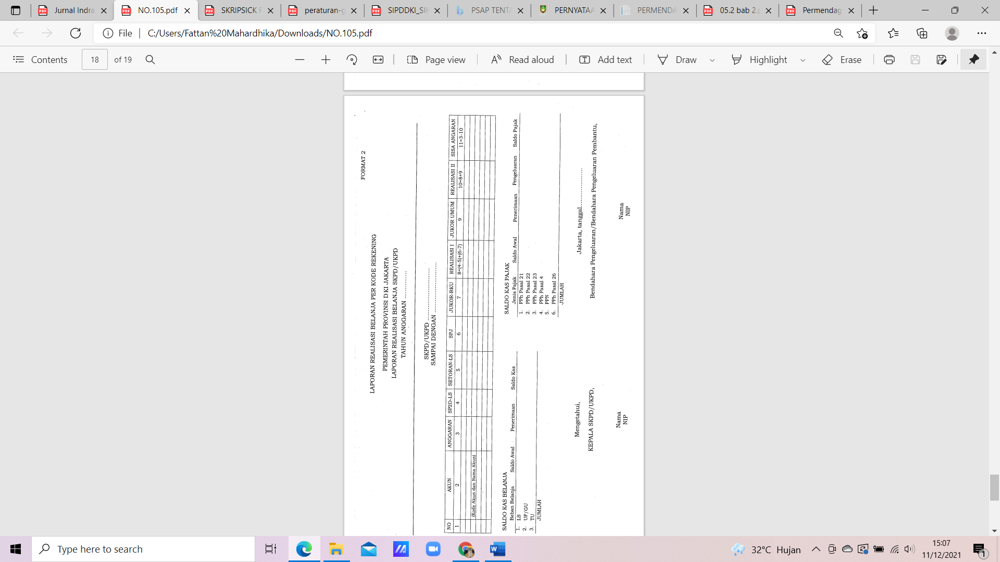 Jurnal Indra
NO.105.pdf
SKRIPSICK
peraturan-g
SIPDDKI_SI
PSAP TENTA
PERNYATAA
PERMENDA
05.2 bab 2.p
Permendag
File
C:/Users/Fattan%20Mahardhika/Downloads/NO.105.pdf
Contents
18
of 19
Page view
Read aloud
Add text
Draw
Highlight
Erase
FORMAT 2
LAPORAN REALISASI BELANJA PER KODE REKENING
PEMERINTAH PROVINSI DKI JAKARTA
LAPORAN REALISASI BELANJA SKPD/UKPD
TAHUN ANGGARAN ................
SKPD/UKPD ..............................
SAMPAI DENGAN ..............................
NO AKUN ANGGARAN SP2D-LS SETORAN-LS SPJ JUKOR-BKU REALISASI I JUKOR UMUM REALISASI II SISA ANGARAN
1 2 3 4 5 6 7 8=(4-5)+(6-7) 9 10=8+9 11=3-10
(Kode Akun dan Nama Akun)
SALDO KAS BELANJA
Beban Belanja Saldo Awal Penerimaan Saldo Kas
1. LS
2. UP/GU
3. TU
JUMLAH
SALDO KAS PAJAK
Jenis Pajak Saldo Awal Penerimaan Pengeluaran Saldo Pajak
1. PPh Pasal 21
2. PPh Pasal 22
3. PPh Pasal 23
4. PPh Pasal 4
5. PPN
6. PPh Pasal 26
JUMLAH
Mengetahui,
KEPALA SKPD/UKPD,
Nama
NIP
Jakarta, tanggal........................
Bendahara Pengeluaran/Bendahara Pengeluaran Pembantu,
Nama
NIP
Type here to search
32°C Hujan
15:07
11/12/2021
1